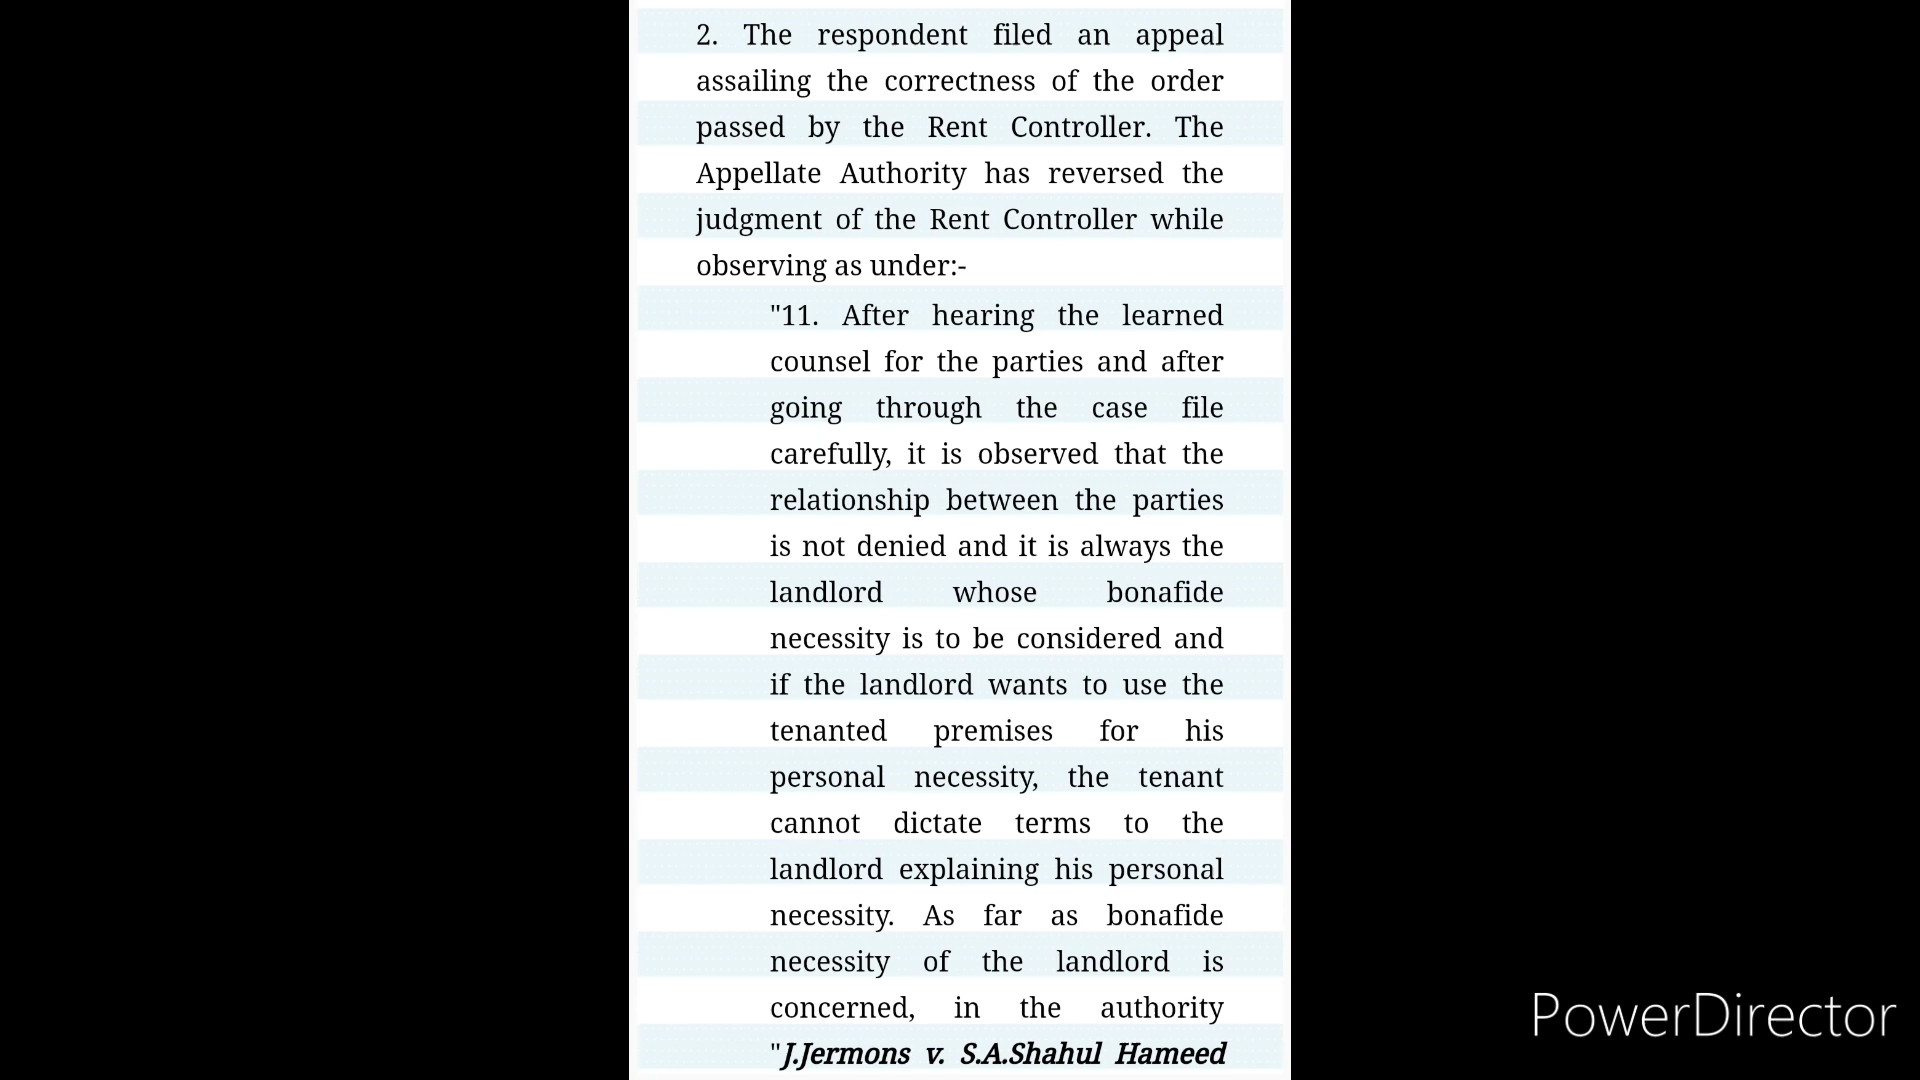 2. The respondent filed an appeal
assailing the correctness of the order
passed by the Rent Controller. The
Appellate Authority has reversed the
judgment of the Rent Controller while
observing as under:-
"11. After hearing the learned
counsel for the parties and after
going through the case file
carefully, it is observed that the
relationship between the parties
is not denied and it is always the
landlord whose bonafide
necessity is to be considered and
if the landlord wants to use the
tenanted premises for his
personal necessity, the tenant
cannot dictate terms to the
landlord explaining his personal
necessity. As far as bonafide
necessity of the landlord is
concerned, in the authority
"J.Jermons v. S.A.Shahul Hameed
PowerDirector